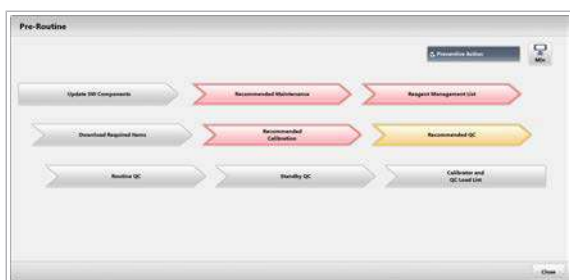 Pre-Routine
Preventive Action
Min
Update SW Components
Recommended Maintenance
Reagent Management List
Download Required Items
Recommended
Calibration
Recommended QC
Routine QC
Standby QC
Calibrator and
QC Load List
Close